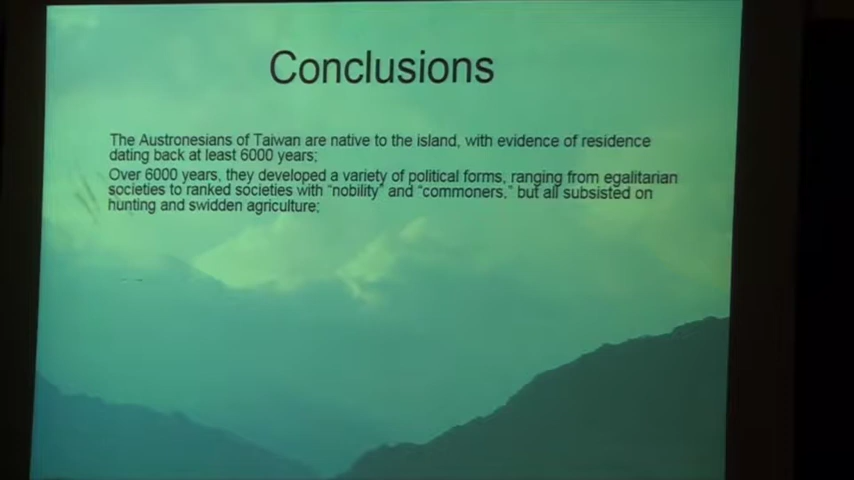 Conclusions
The Austronesians of Taiwan are native to the island, with evidence of residence
dating back at least 6000 years;
Over 6000 years, they developed a variety of political forms, ranging from egalitarian
societies to ranked societies with “nobility” and “commoners,” but all subsisted on
hunting and swidden agriculture;